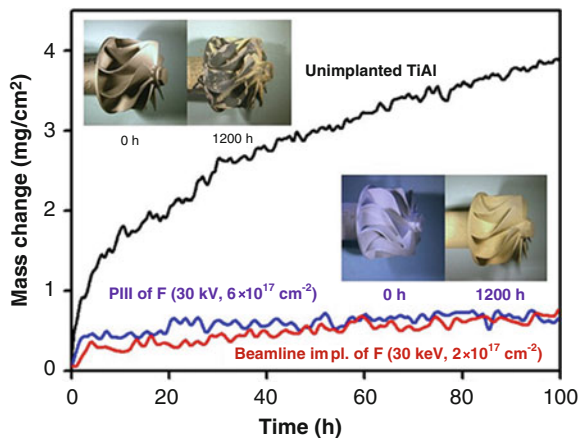 4
3
2
1
0
Mass change (mg/cm²)
Unimplanted TiAl
0 h
1200 h
0 h
1200 h
PIII of F (30 kV, 6×10¹⁷ cm⁻²)
Beamline impl. of F (30 keV, 2×10¹⁷ cm⁻²)
0
20
40
60
80
100
Time (h)